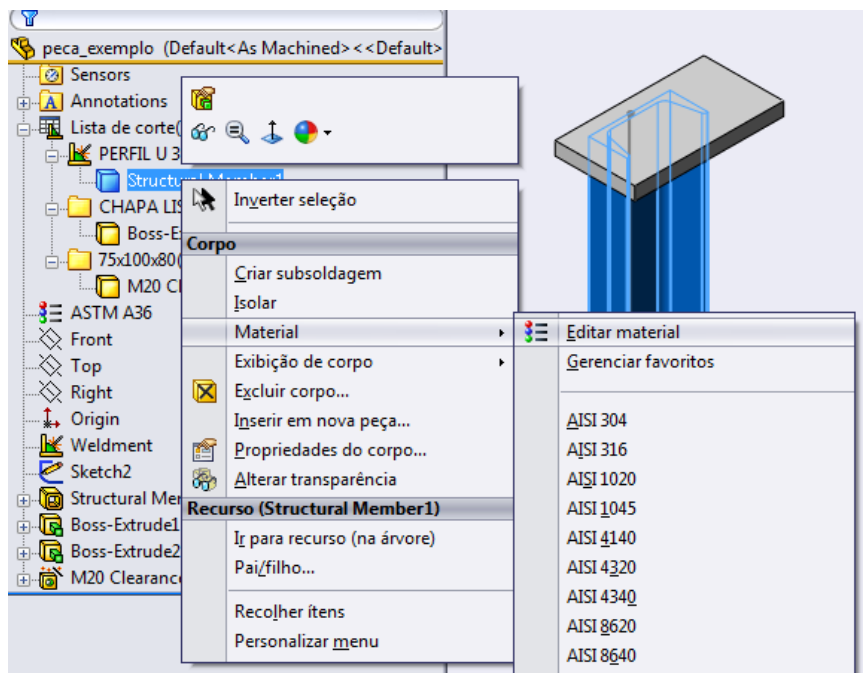 peca_exemplo (Default<As Machined><<Default>
Sensors
Annotations
Lista de corte(
PERFIL U 3
Structural Member1
CHAPA LIS
Boss-E
75x100x80(
M20 Cl
ASTM A36
Front
Top
Right
Origin
Weldment
Sketch2
Structural Mer
Boss-Extrude1
Boss-Extrude2
M20 Clearanc
Inverter seleção
Corpo
Criar subsoldagem
Isolar
Material
Exibição de corpo
Excluir corpo...
Inserir em nova peça...
Propriedades do corpo...
Alterar transparência
Recurso (Structural Member1)
Ir para recurso (na árvore)
Pai/filho...
Recolher ítens
Personalizar menu
Editar material
Gerenciar favoritos
AISI 304
AISI 316
AISI 1020
AISI 1045
AISI 4140
AISI 4320
AISI 4340
AISI 8620
AISI 8640